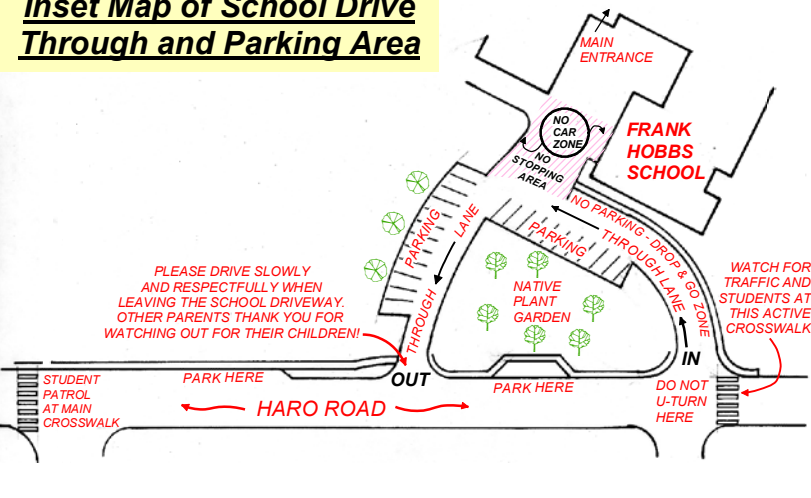 Inset Map of School Drive
Through and Parking Area
MAIN
ENTRANCE
NO
CAR
ZONE
NO
STOPPING
AREA
FRANK
HOBBS
SCHOOL
NO PARKING - DROP & GO ZONE
THROUGH LANE
PARKING
PARKING
THROUGH LANE
NATIVE
PLANT
GARDEN
WATCH FOR
TRAFFIC AND
STUDENTS AT
THIS ACTIVE
CROSSWALK
PLEASE DRIVE SLOWLY
AND RESPECTFULLY WHEN
LEAVING THE SCHOOL DRIVEWAY.
OTHER PARENTS THANK YOU FOR
WATCHING OUT FOR THEIR CHILDREN!
IN
OUT
STUDENT
PATROL
AT MAIN
CROSSWALK
PARK HERE
PARK HERE
DO NOT
U-TURN
HERE
HARO ROAD